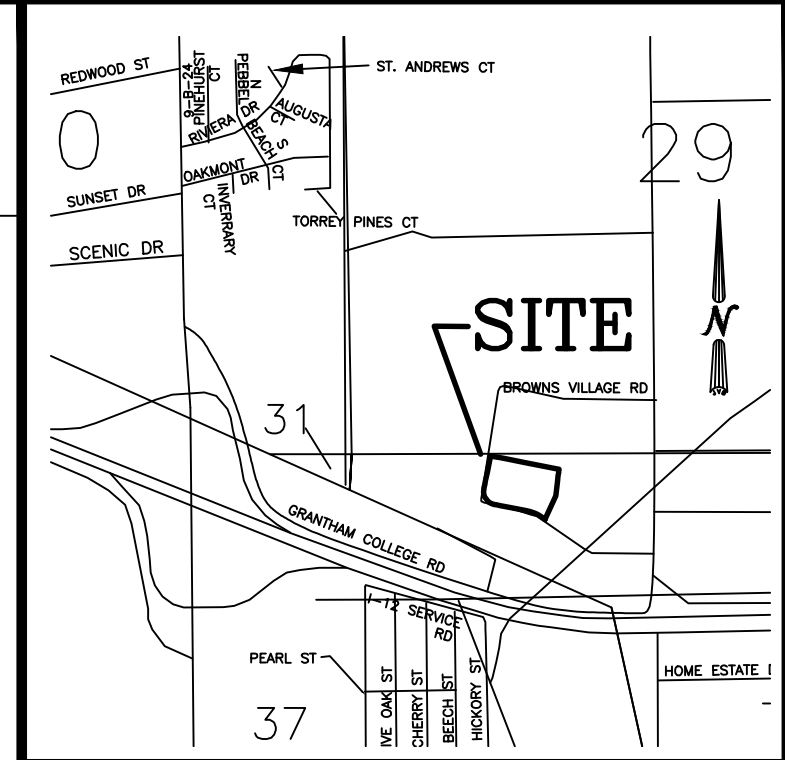 REDWOOD ST
9-B-24
PINEHURST
CT
PEBBEL
N
BEACH
S
CT
ST. ANDREWS CT
RIVIERA DR
AUGUSTA
CT
29
OAKMONT
DR
SUNSET DR
INVERRARY
CT
TORREY PINES CT
SCENIC DR
N
SITE
BROWNS VILLAGE RD
31
GRANTHAM COLLEGE RD
I-12 SERVICE
RD
PEARL ST
HOME ESTATE
IVE OAK ST
CHERRY ST
BEECH ST
HICKORY ST
37